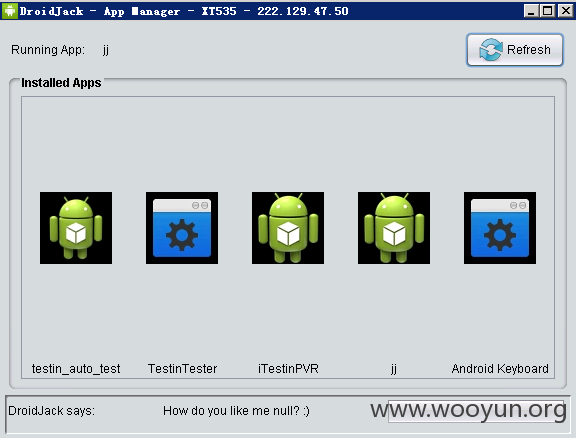 DroidJack - App Manager - XT535 - 222.129.47.50
Running App: jj
Refresh
Installed Apps
testin_auto_test TestinTester iTestinPVR jj Android Keyboard
DroidJack says: How do you like me null? :)
www.wooyun.org